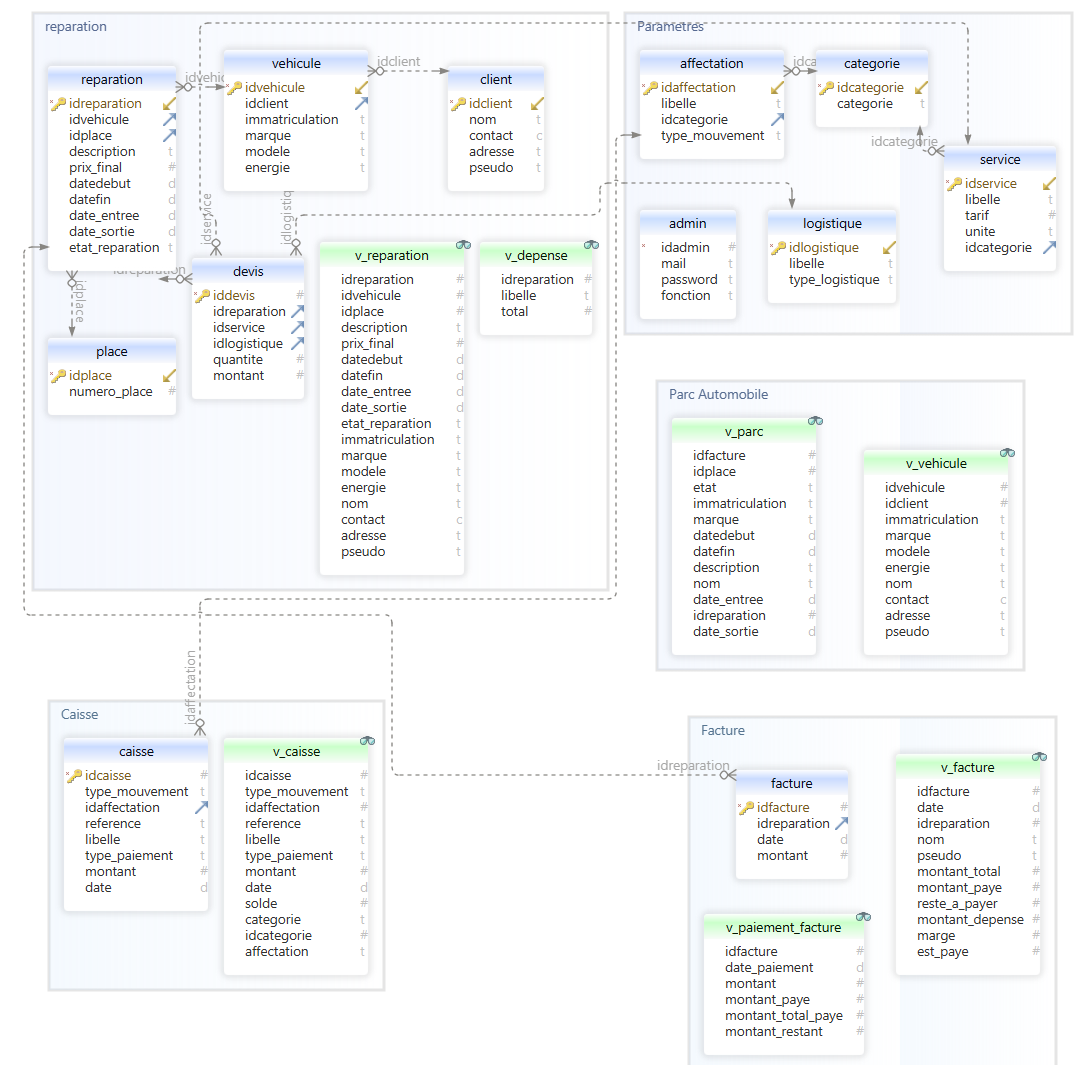 reparation
reparation
idreparation
idvehicule
idplace
description
prix_final #
datedebut d
datefin d
date_entree d
date_sortie d
etat_reparation t
vehicule
idvehicule
idclient
immatriculation t
marque t
modele t
energie t
idclient
client
idclient
nom t
contact c
adresse t
pseudo t
idservice
idlogistiq
idreparation
idplace
place
idplace
numero_place #
devis
iddevis #
idreparation
idservice
idlogistique
quantite #
montant #
v_reparation
idreparation #
idvehicule #
idplace #
description t
prix_final #
datedebut d
datefin d
date_entree d
date_sortie d
etat_reparation t
immatriculation t
marque t
modele t
energie t
nom t
contact c
adresse t
pseudo t
v_depense
idreparation #
libelle t
total #
Parametres
affectation
idaffectation
libelle t
idcategorie
type_mouvement t
idca
categorie
idcategorie
categorie t
idcategorie
service
idservice
libelle t
tarif #
unite t
idcategorie
admin
idadmin #
mail t
password t
fonction t
logistique
idlogistique
libelle t
type_logistique t
Parc Automobile
v_parc
idfacture #
idplace #
etat t
immatriculation t
marque t
datedebut d
datefin d
description t
nom t
date_entree d
idreparation #
date_sortie d
v_vehicule
idvehicule #
idclient #
immatriculation t
marque t
modele t
energie t
nom t
contact c
adresse t
pseudo t
idaffectation
Caisse
caisse
idcaisse #
type_mouvement t
idaffectation
reference t
libelle t
type_paiement t
montant #
date d
v_caisse
idcaisse #
type_mouvement t
idaffectation #
reference t
libelle t
type_paiement t
montant #
date d
solde #
categorie t
idcategorie #
affectation t
Facture
idreparation
facture
idfacture #
idreparation
date d
montant #
v_facture
idfacture #
date d
idreparation #
nom t
pseudo t
montant_total #
montant_paye #
reste_a_payer #
montant_depense #
marge #
est_paye #
v_paiement_facture
idfacture #
date_paiement d
montant #
montant_paye #
montant_total_paye #
montant_restant #